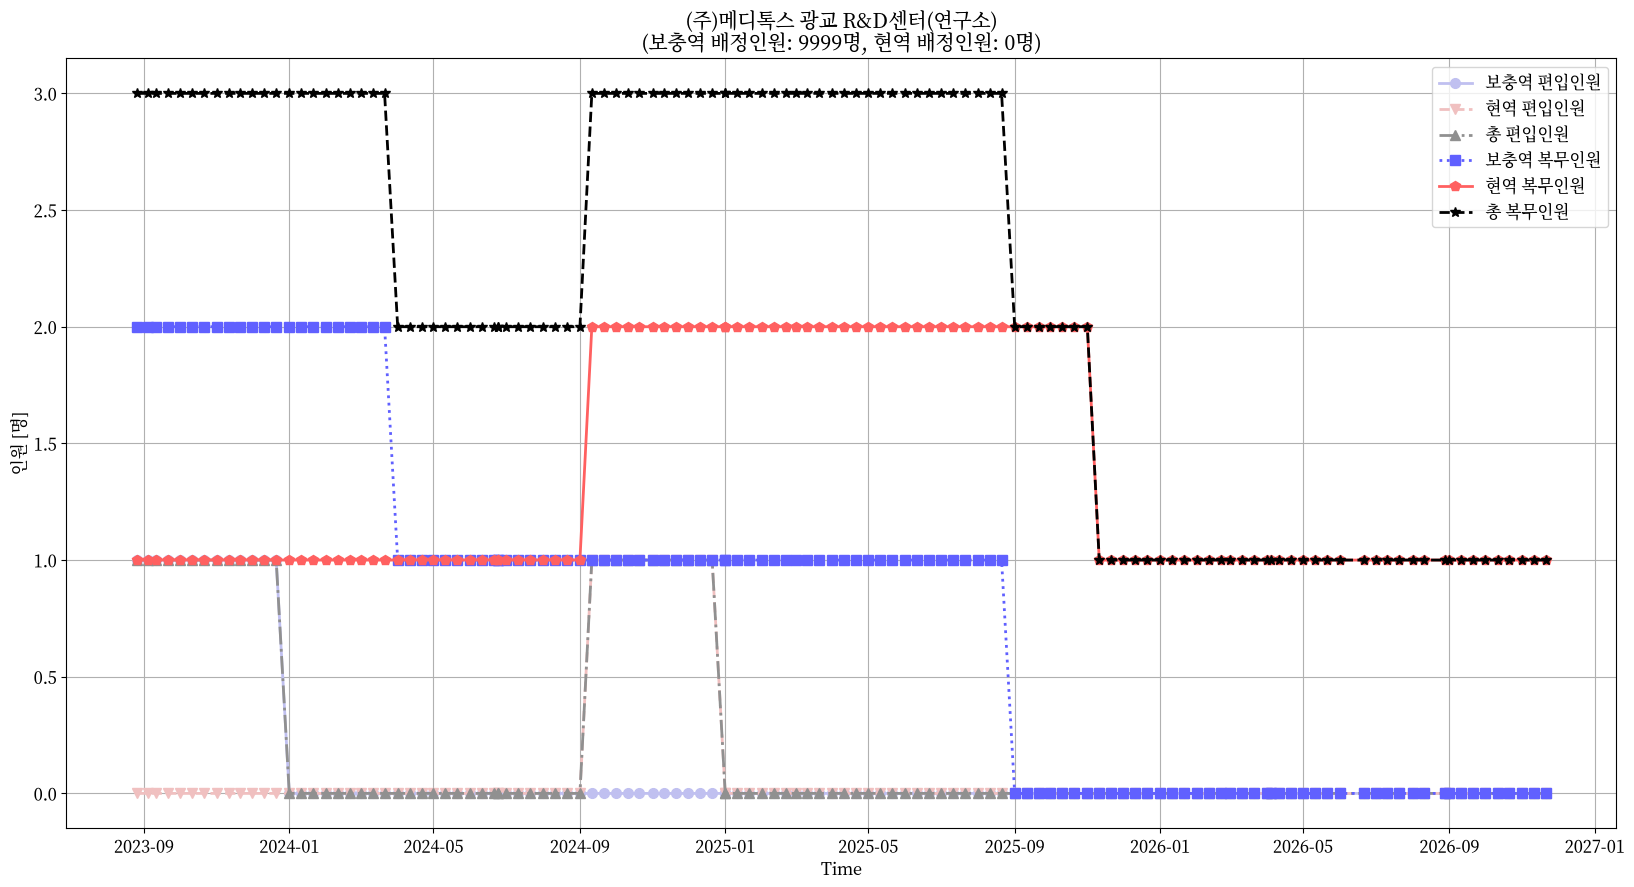 (주)메디톡스 광교 R&D센터(연구소)
(보충역 배정인원: 9999명, 현역 배정인원: 0명)
보충역 편입인원
현역 편입인원
총 편입인원
보충역 복무인원
현역 복무인원
총 복무인원
3.0
2.5
2.0
1.5
1.0
0.5
0.0
인원 [명]
2023-09 2024-01 2024-05 2024-09 2025-01 2025-05 2025-09 2026-01 2026-05 2026-09 2027-01
Time